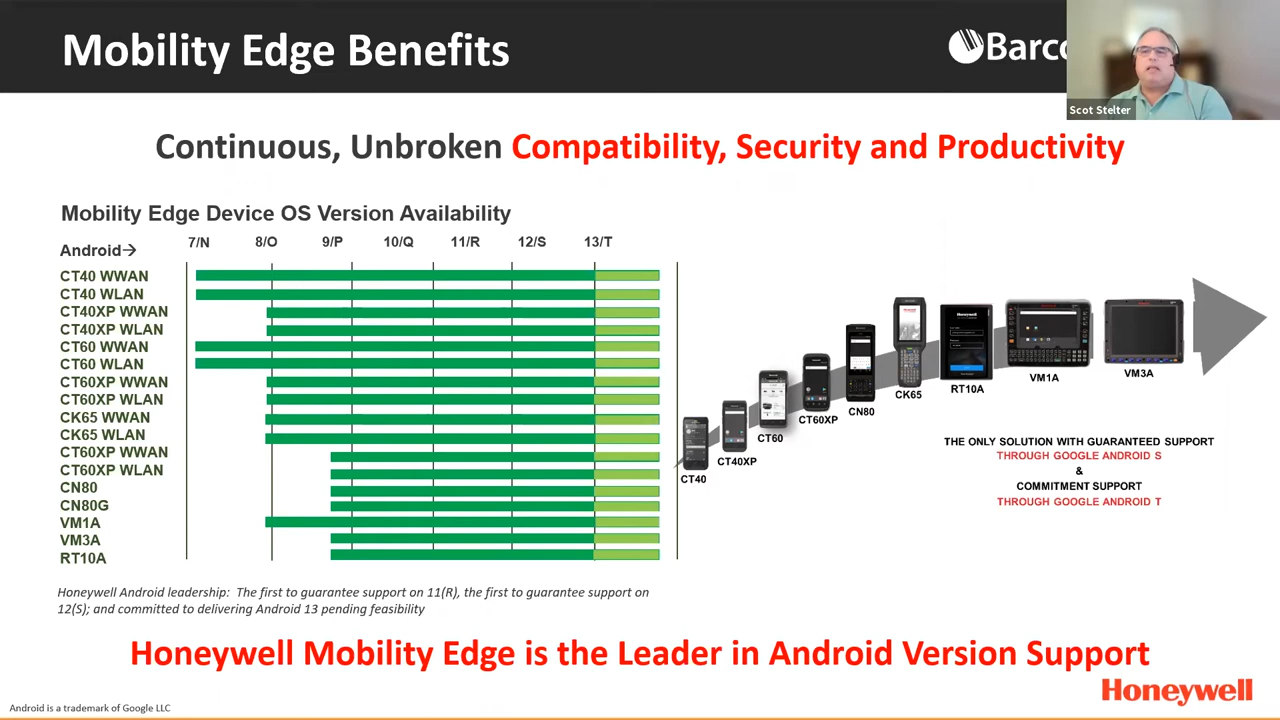 Mobility Edge Benefits
Scot Stelter
Continuous, Unbroken Compatibility, Security and Productivity
Mobility Edge Device OS Version Availability
Android→ 7/N 8/O 9/P 10/Q 11/R 12/S 13/T
CT40 WWAN
CT40 WLAN
CT40XP WWAN
CT40XP WLAN
CT60 WWAN
CT60 WLAN
CT60XP WWAN
CT60XP WLAN
CK65 WWAN
CK65 WLAN
CT60XP WWAN
CT60XP WLAN
CN80
CN80G
VM1A
VM3A
RT10A
CT40
CT40XP
CT60
CT60XP
CN80
CK65
RT10A
VM1A
VM3A
THE ONLY SOLUTION WITH GUARANTEED SUPPORT
THROUGH GOOGLE ANDROID S
&
COMMITMENT SUPPORT
THROUGH GOOGLE ANDROID T
Honeywell Android leadership: The first to guarantee support on 11(R), the first to guarantee support on
12(S); and committed to delivering Android 13 pending feasibility
Honeywell Mobility Edge is the Leader in Android Version Support
Honeywell
Android is a trademark of Google LLC